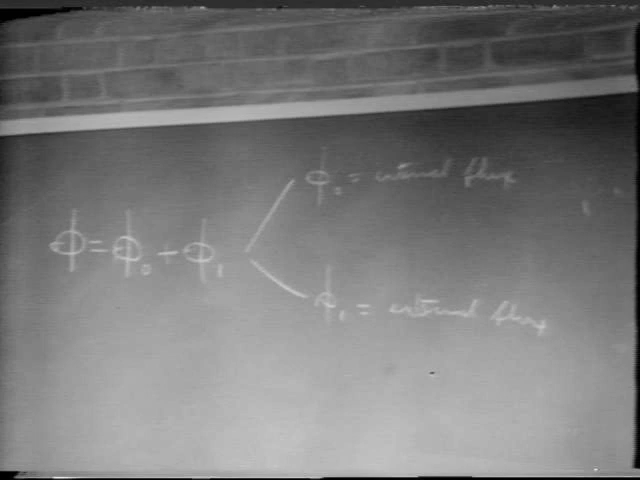 ϕ₀ = internal flux
ϕ = ϕ₀ + ϕ₁
ϕ₁ = external flux